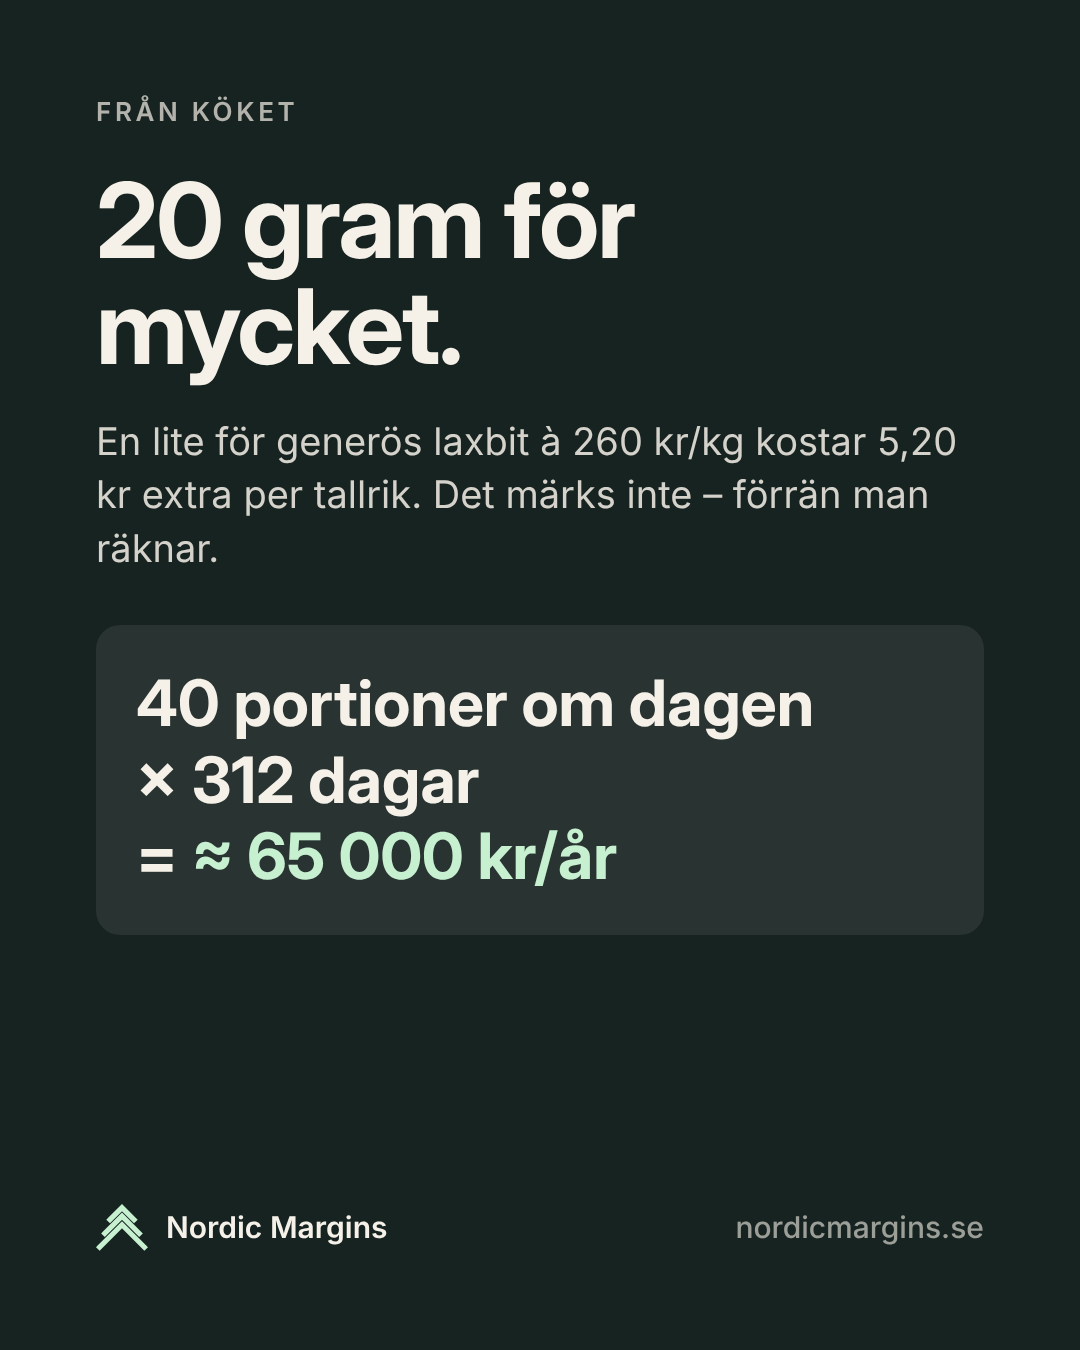 FRÅN KÖKET
20 gram för
mycket.
En lite för generös laxbit à 260 kr/kg kostar 5,20
kr extra per tallrik. Det märks inte – förrän man
räknar.
40 portioner om dagen
× 312 dagar
= ≈ 65 000 kr/år
Nordic Margins
nordicmargins.se